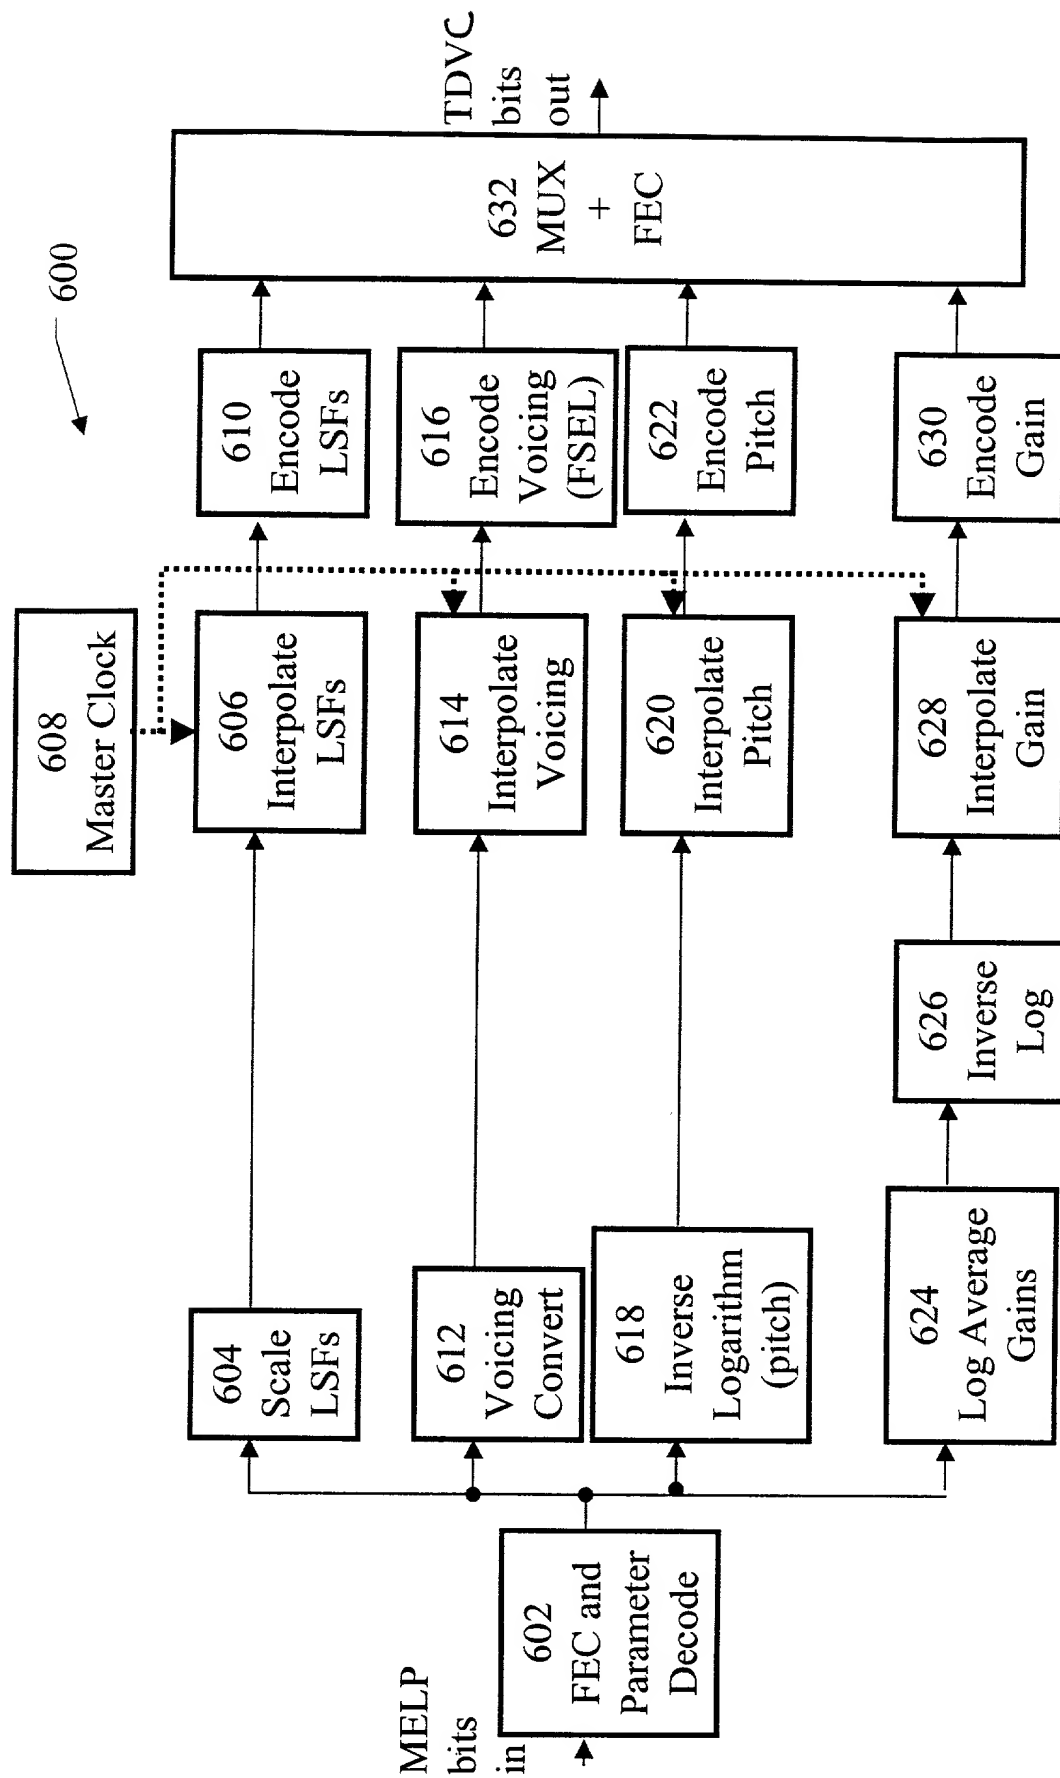 600
608
Master Clock
MELP
bits
in
602
FEC and
Parameter
Decode
604
Scale
LSFs
606
Interpolate
LSFs
610
Encode
LSFs
612
Voicing
Convert
614
Interpolate
Voicing
616
Encode
Voicing
(FSEL)
618
Inverse
Logarithm
(pitch)
620
Interpolate
Pitch
622
Encode
Pitch
624
Log Average
Gains
626
Inverse
Log
628
Interpolate
Gain
630
Encode
Gain
632
MUX
+
FEC
TDVC
bits
out